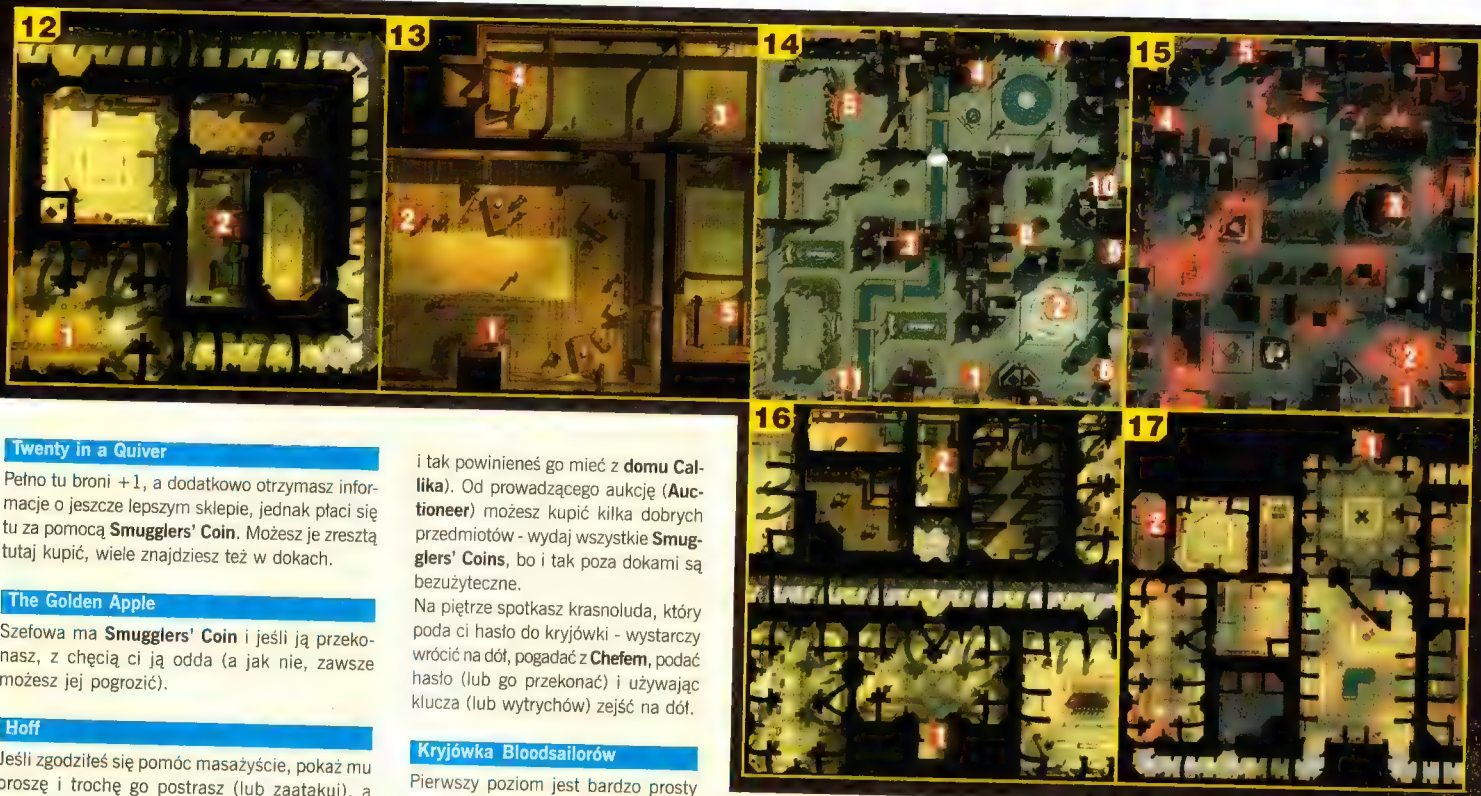 12
13
14
15
16
17
Twenty in a Quiver
Pełno tu broni +1, a dodatkowo otrzymasz infor-
macje o jeszcze lepszym sklepie, jednak płaci się
tu za pomocą Smugglers' Coin. Możesz je zresztą
tutaj kupić, wiele znajdziesz też w dokach.
The Golden Apple
Szefowa ma Smugglers' Coin i jeśli ją przeko-
nasz, z chęcią ci ją odda (a jak nie, zawsze
możesz jej pogrozić).
Hoff
Jeśli zgodziłeś się pomóc masażyście, pokaż mu
broszę i trochę go postrasz (lub zaatakuj), a
i tak powinieneś go mieć z domu Cal-
lika). Od prowadzącego aukcję (Auc-
tioneer) możesz kupić kilka dobrych
przedmiotów - wydaj wszystkie Smug-
glers' Coins, bo i tak poza dokami są
bezużyteczne.
Na piętrze spotkasz krasnoluda, który
poda ci hasło do kryjówki - wystarczy
wrócić na dół, pogadać z Chefem, podać
hasło (lub go przekonać) i używając
klucza (lub wytrychów) zejść na dół.
Kryjówka Bloodsailorów
Pierwszy poziom jest bardzo prosty